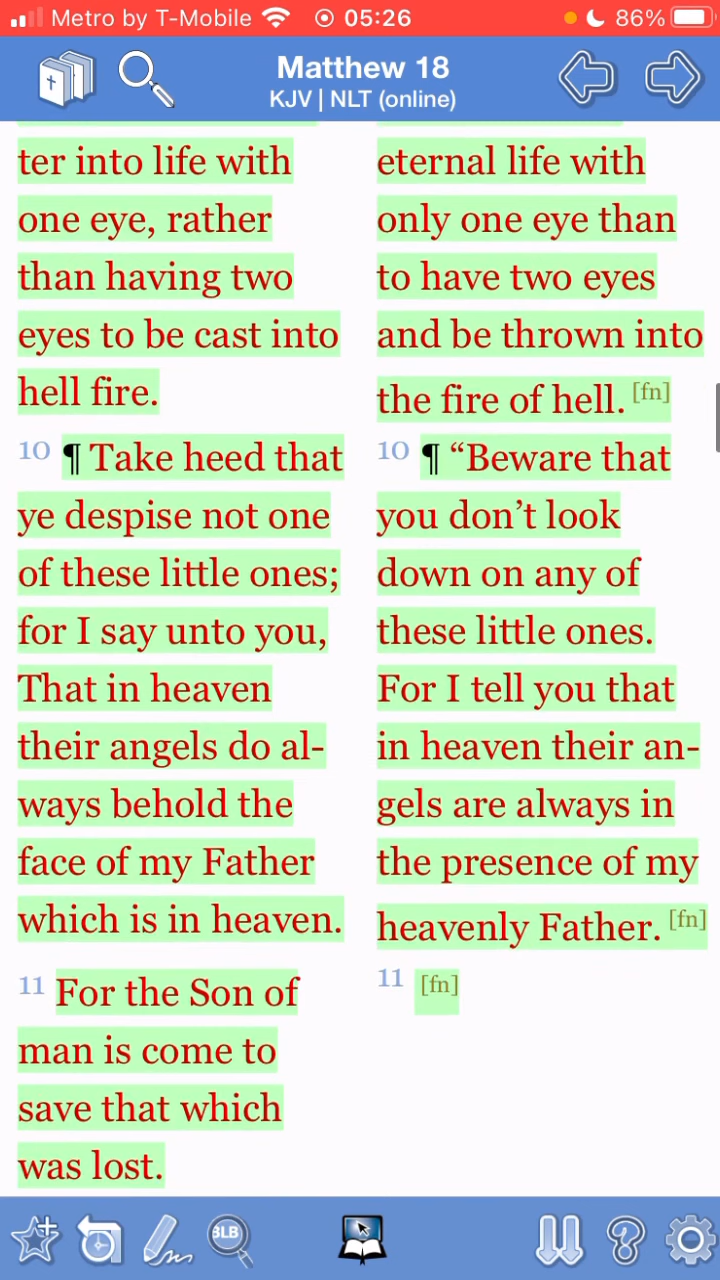 Metro by T-Mobile 05:26 86%
Matthew 18
KJV | NLT (online)
ter into life with
one eye, rather
than having two
eyes to be cast into
hell fire.
10 ¶ Take heed that
ye despise not one
of these little ones;
for I say unto you,
That in heaven
their angels do al-
ways behold the
face of my Father
which is in heaven.
11 For the Son of
man is come to
save that which
was lost.
eternal life with
only one eye than
to have two eyes
and be thrown into
the fire of hell. [fn]
10 ¶ “Beware that
you don’t look
down on any of
these little ones.
For I tell you that
in heaven their an-
gels are always in
the presence of my
heavenly Father. [fn]
11 [fn]
BLB